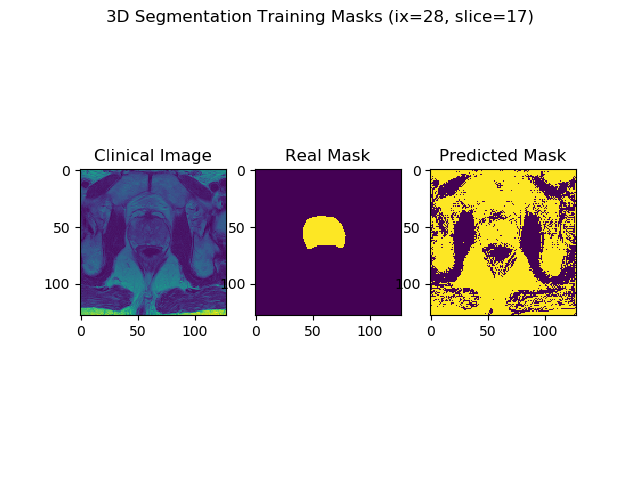 3D Segmentation Training Masks (ix=28, slice=17)
Clinical Image Real Mask Predicted Mask
0 0 0
50 50 50
100 100 100
0 50 100 0 50 100 0 50 100